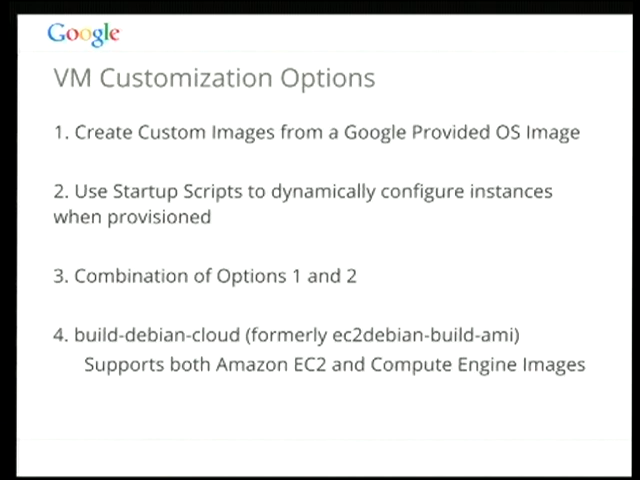 Google
VM Customization Options
1. Create Custom Images from a Google Provided OS Image
2. Use Startup Scripts to dynamically configure instances
when provisioned
3. Combination of Options 1 and 2
4. build-debian-cloud (formerly ec2debian-build-ami)
Supports both Amazon EC2 and Compute Engine Images